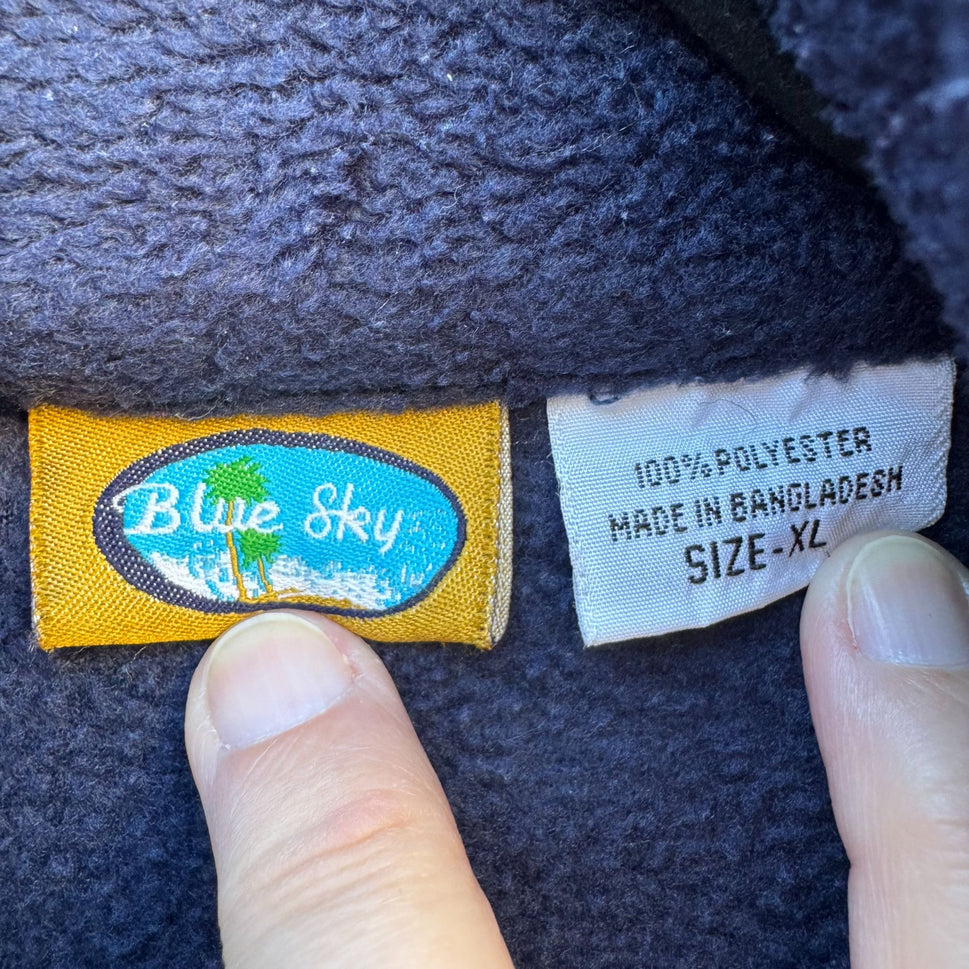 Blue Sky
100% POLYESTER
MADE IN BANGLADESH
SIZE-XL